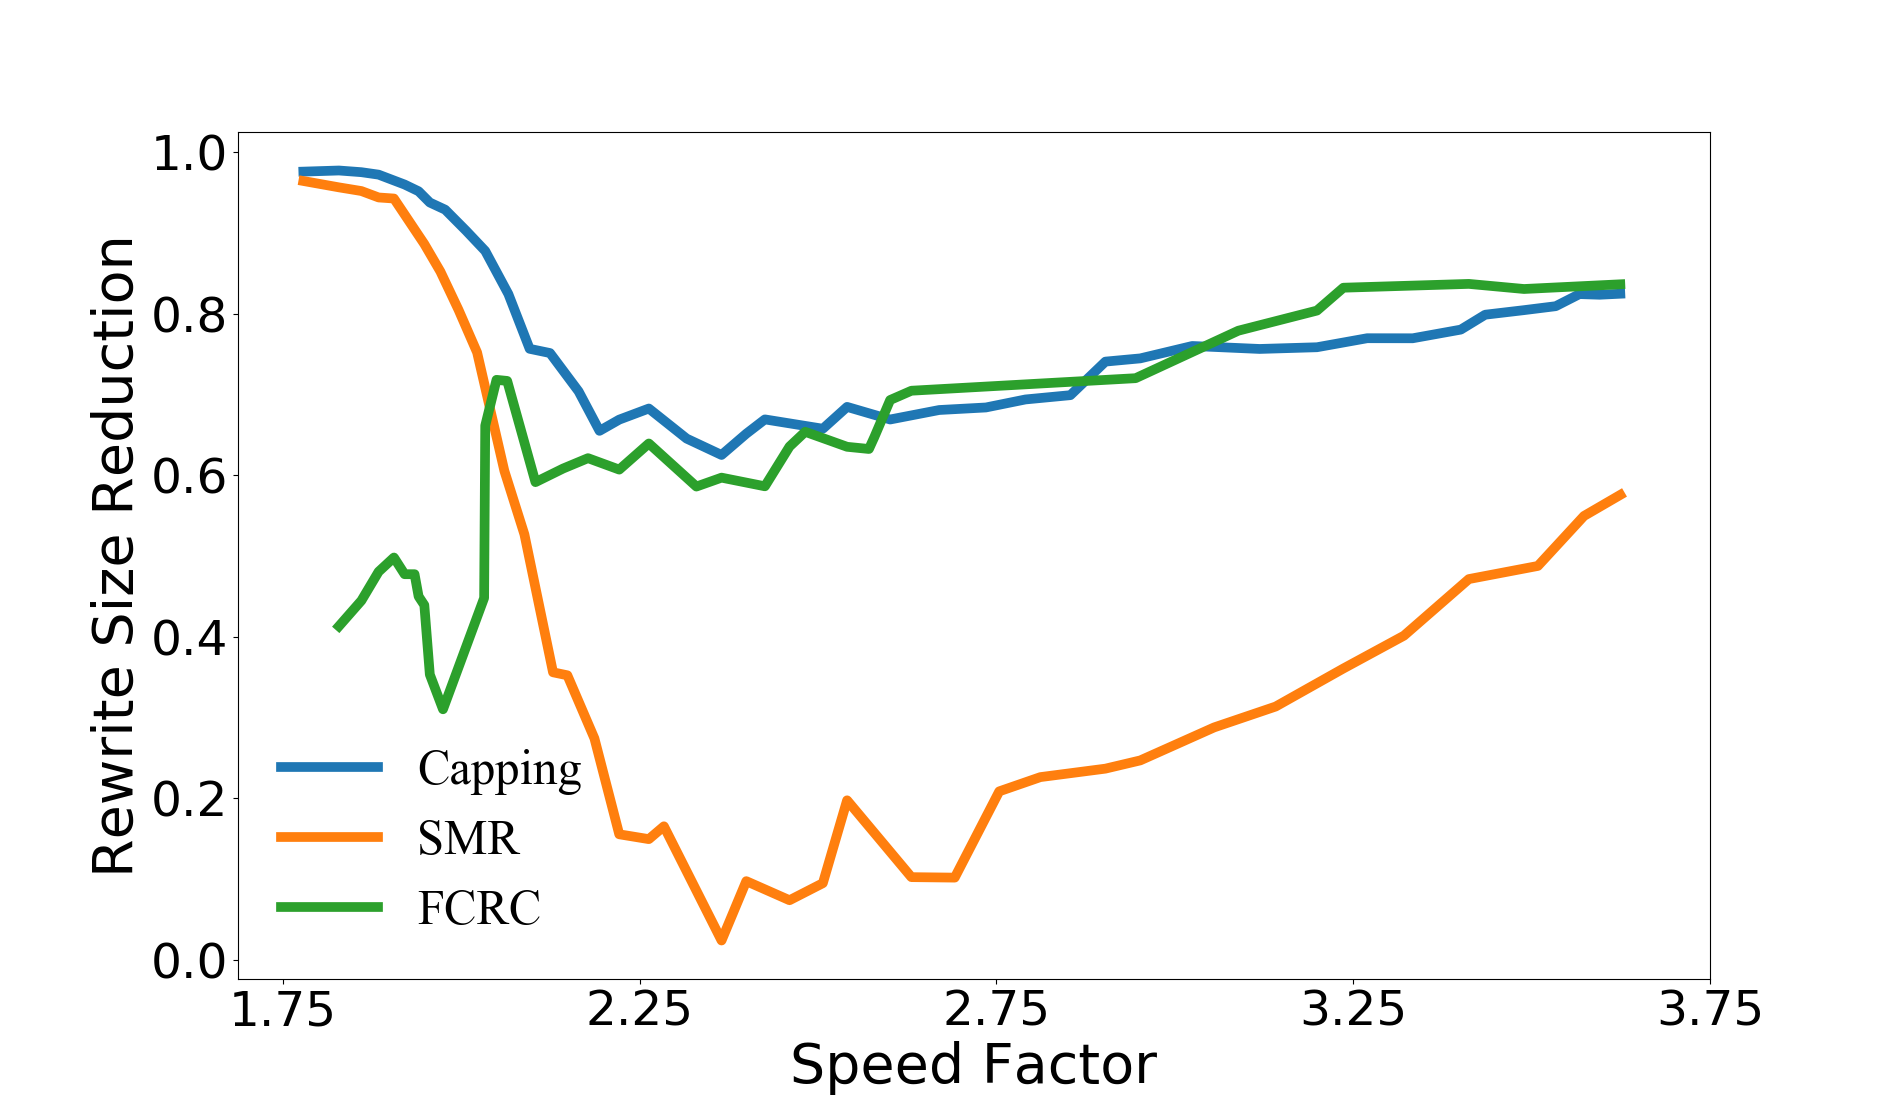 Rewrite Size Reduction
1.0
0.8
0.6
0.4
0.2
0.0
Capping
SMR
FCRC
1.75 2.25 2.75 3.25 3.75
Speed Factor